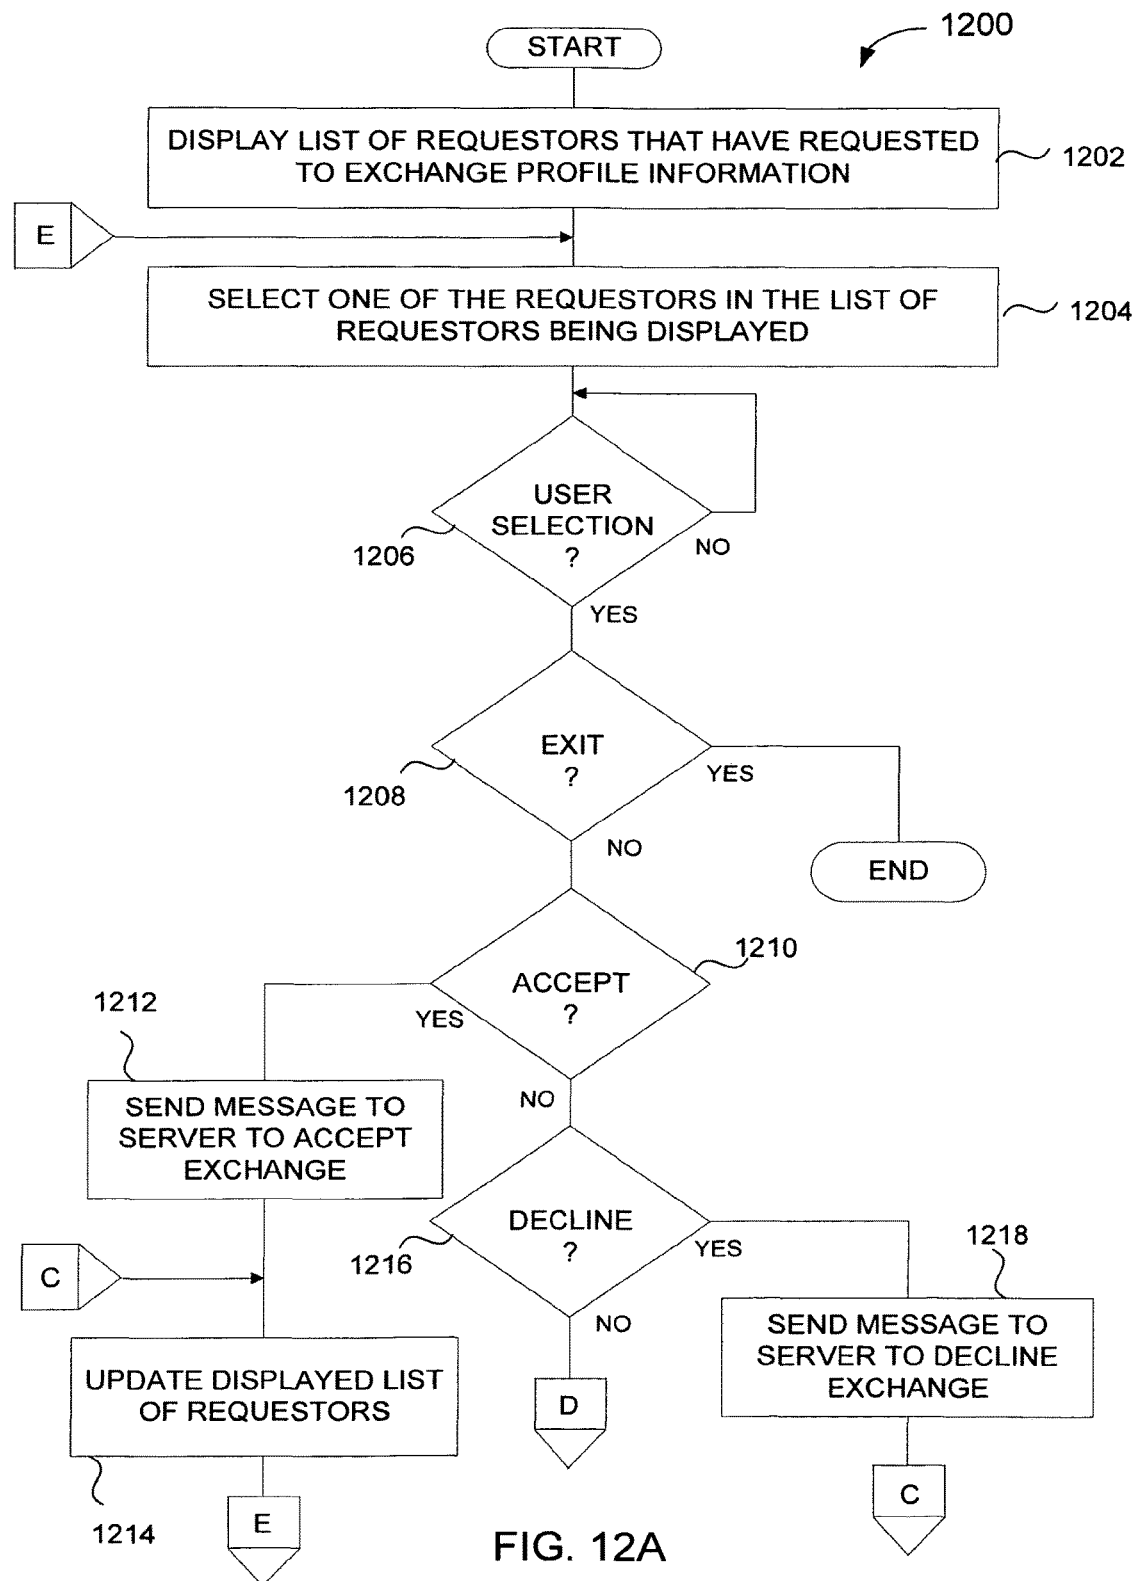 1200
START
DISPLAY LIST OF REQUESTORS THAT HAVE REQUESTED
TO EXCHANGE PROFILE INFORMATION
1202
E
SELECT ONE OF THE REQUESTORS IN THE LIST OF
REQUESTORS BEING DISPLAYED
1204
USER
SELECTION
?
1206
NO
YES
EXIT
?
1208
YES
NO
END
ACCEPT
?
1210
YES
NO
1212
SEND MESSAGE TO
SERVER TO ACCEPT
EXCHANGE
DECLINE
?
1216
YES
NO
1218
SEND MESSAGE TO
SERVER TO DECLINE
EXCHANGE
C
UPDATE DISPLAYED LIST
OF REQUESTORS
1214
D
C
E
FIG. 12A